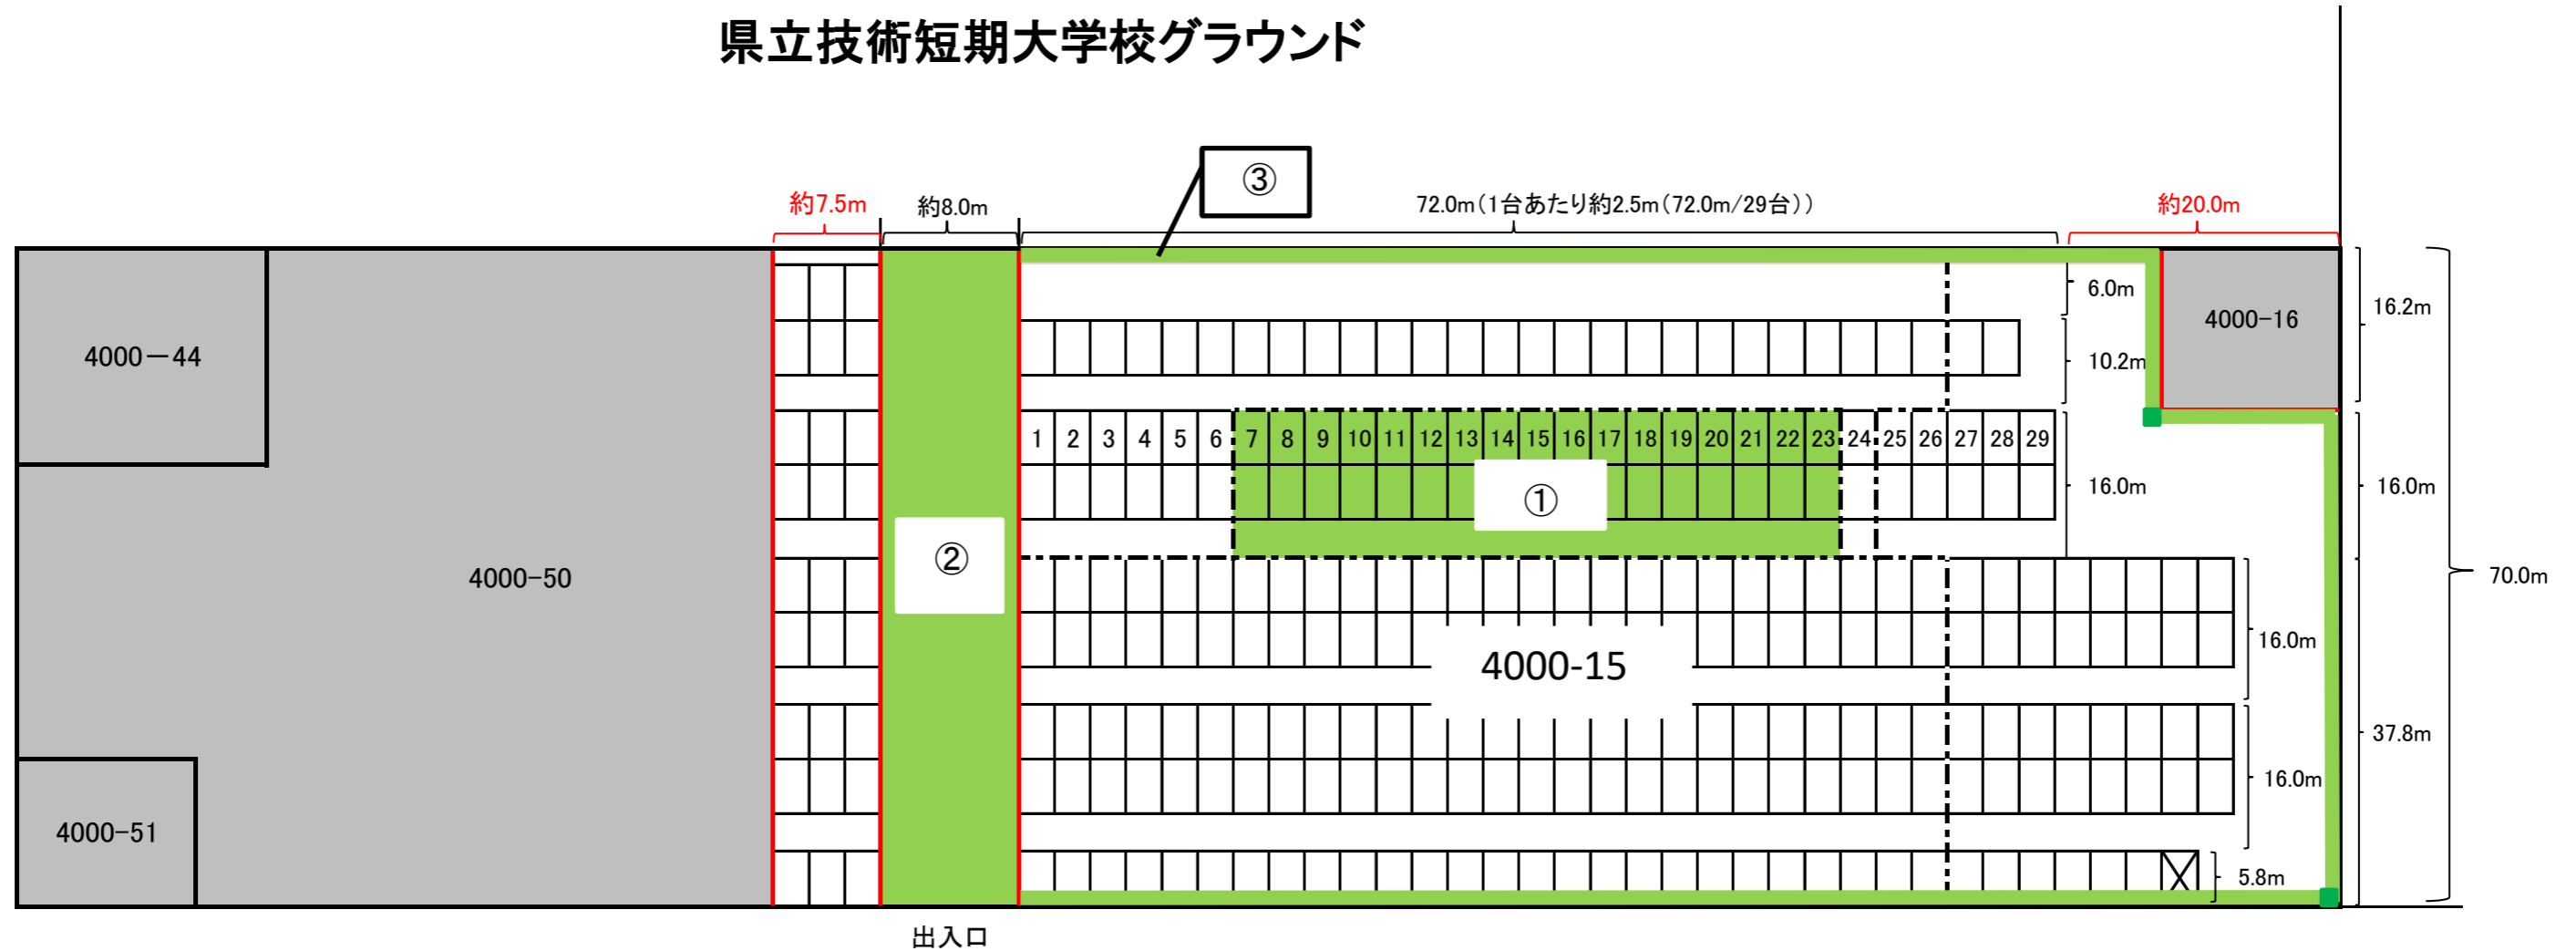 県立技術短期大学校グラウンド
③
約7.5m
約8.0m
72.0m(1台あたり約2.5m(72.0m/29台))
約20.0m
4000-44
4000-50
4000-51
4000-16
6.0m
16.2m
10.2m
1 2 3 4 5 6 7 8 9 10 11 12 13 14 15 16 17 18 19 20 21 22 23 24 25 26 27 28 29
①
16.0m
16.0m
②
70.0m
4000-15
16.0m
37.8m
16.0m
5.8m
出入口